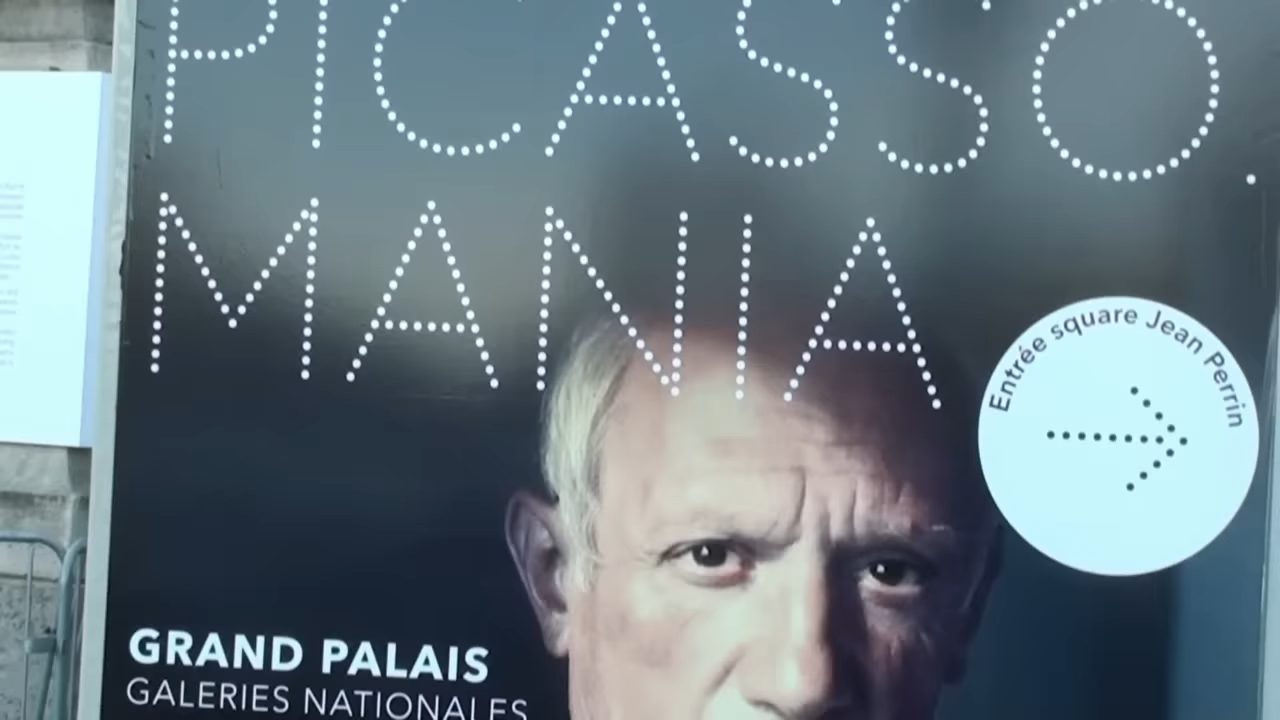 PICASSO.
MANIA
Entrée square Jean Perrin
GRAND PALAIS
GALERIES NATIONALES